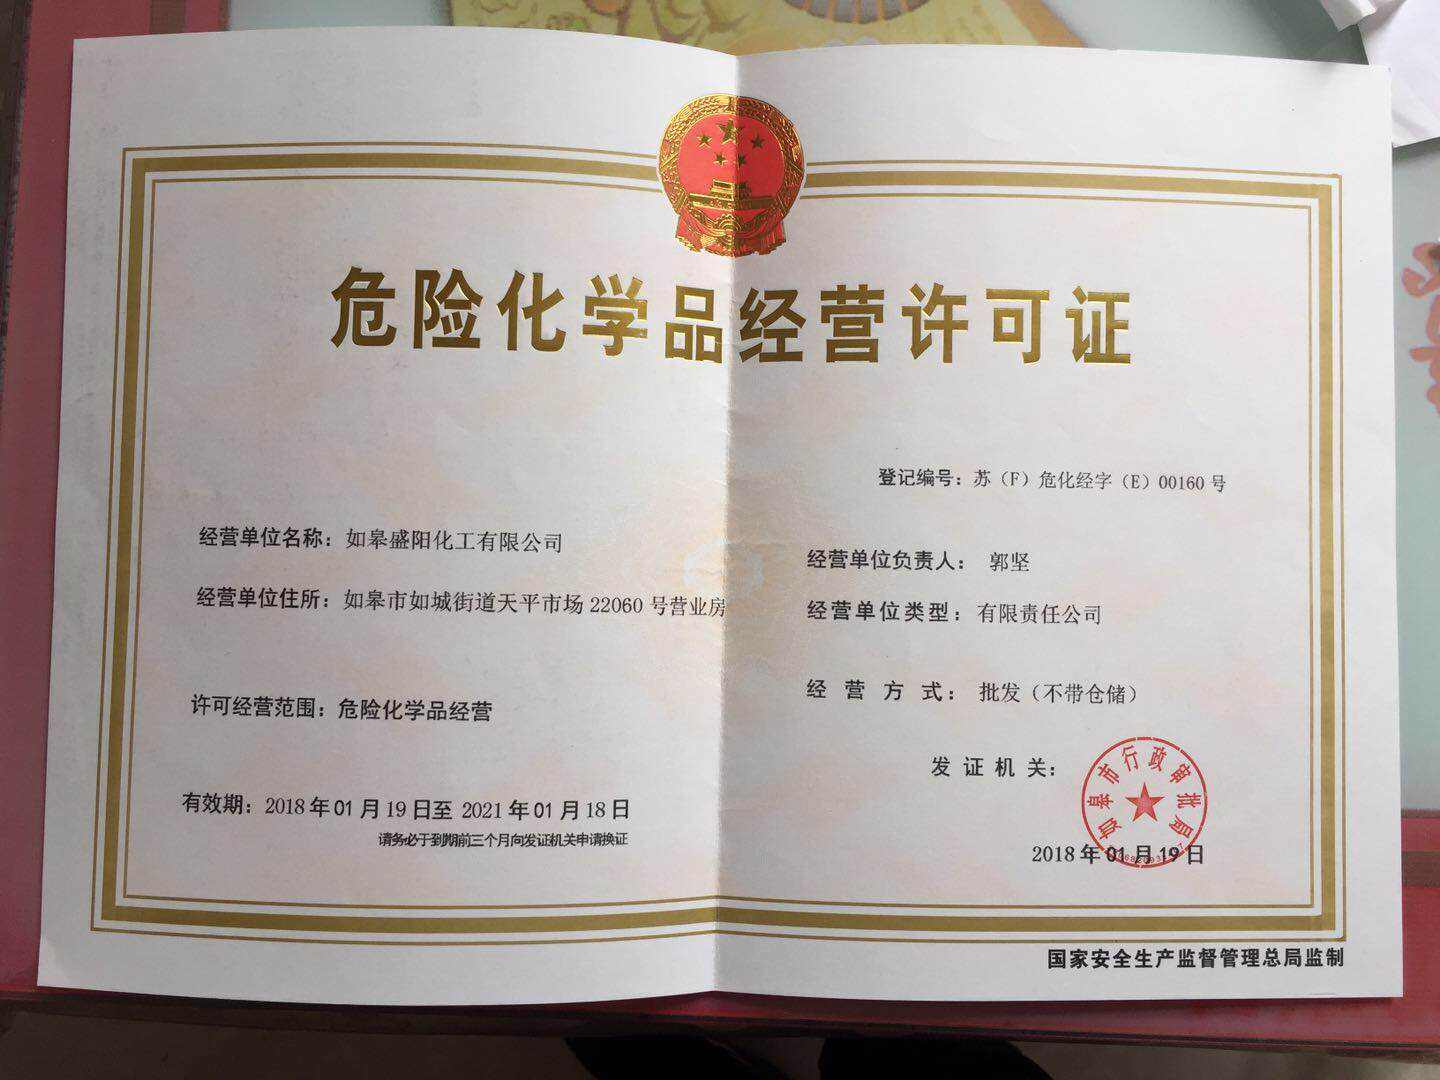 危险化学品经营许可证
登记编号：苏（F）危化经字（E）00160号
经营单位名称：如皋盛阳化工有限公司
经营单位住所：如皋市如城街道天平市场22060号营业房
许可经营范围：危险化学品经营
有效期：2018年01月19日至2021年01月18日
请务必于到期前三个月向发证机关申请换证
经营单位负责人：郭坚
经营单位类型：有限责任公司
经营方式：批发（不带仓储）
发证机关：
如皋市行政审批局
2018年01月19日
国家安全生产监督管理总局监制